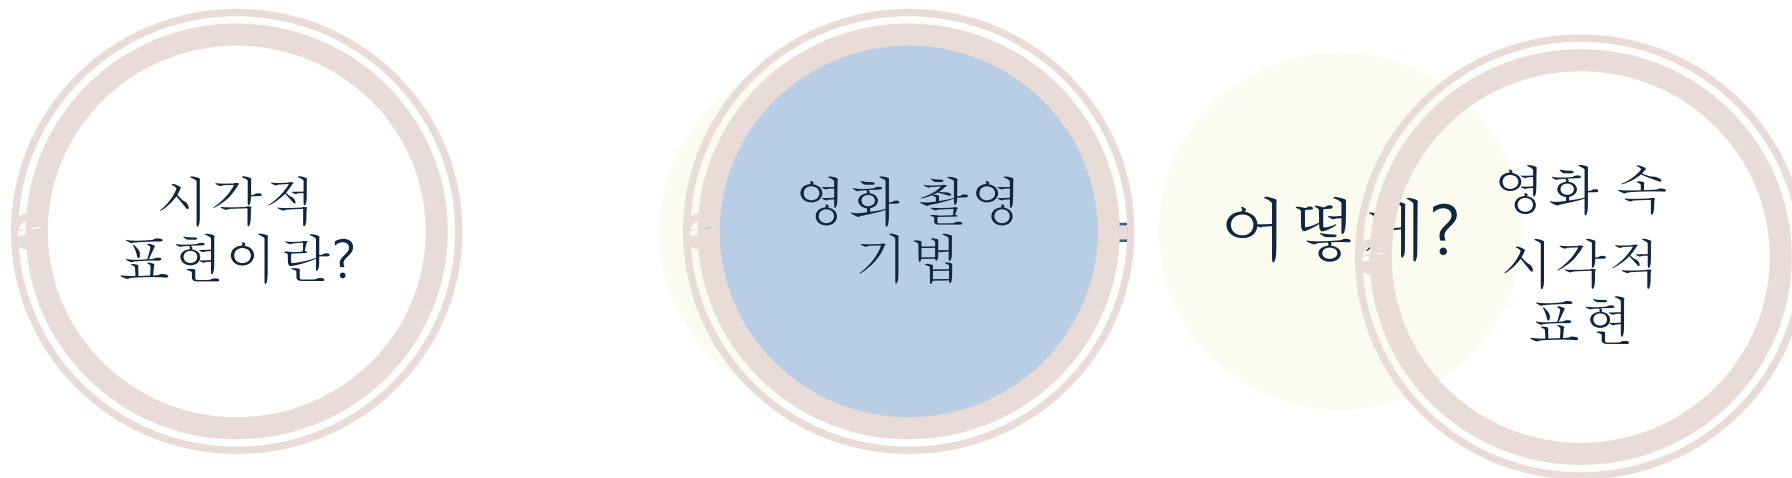 시각적
표현이란?
영화 촬영
기법
어떻게?
영화 속
시각적
표현